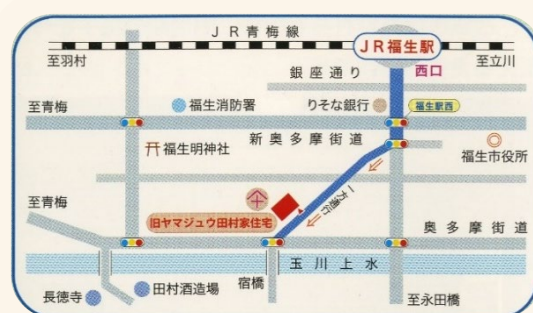 JR青梅線
JR福生駅
至羽村
至立川
銀座通り
西口
至青梅
福生消防署
りそな銀行
福生駅西
新奥多摩街道
福生明神社
福生市役所
至青梅
一方通行
旧ヤマジュウ田村家住宅
奥多摩街道
玉川上水
長徳寺
田村酒造場
宿橋
至永田橋